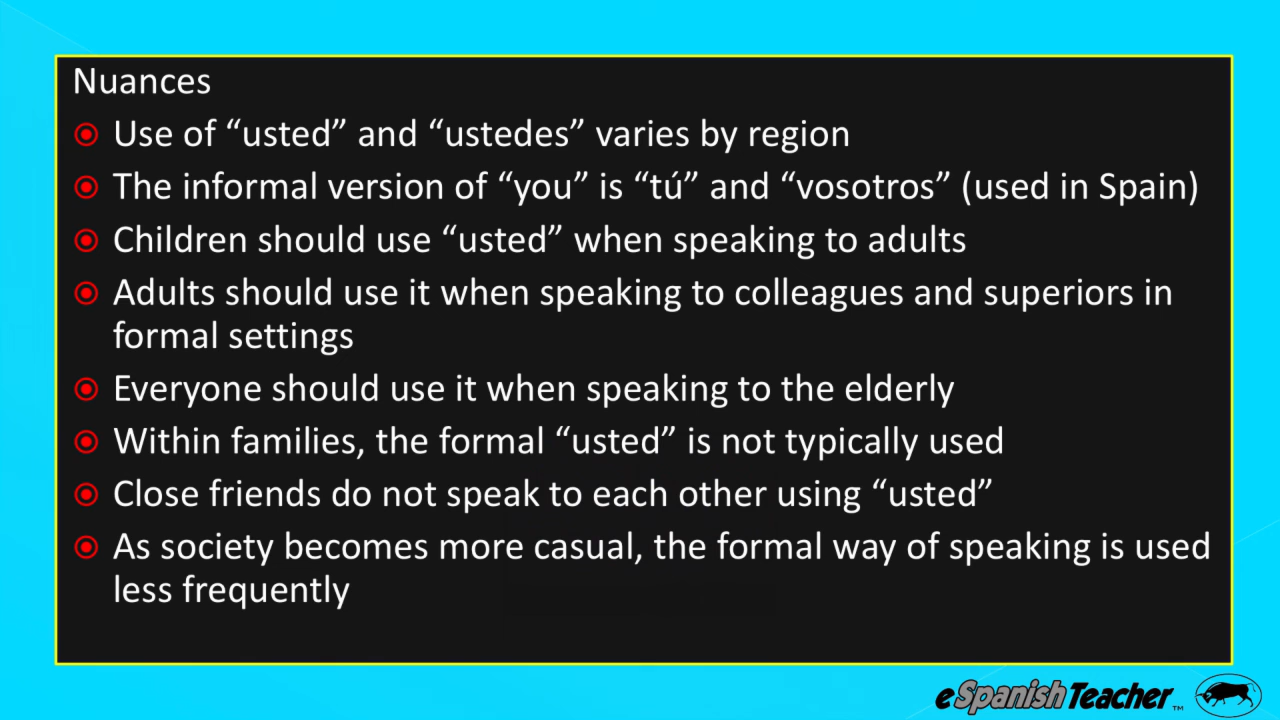 Nuances
Use of “usted” and “ustedes” varies by region
The informal version of “you” is “tú” and “vosotros” (used in Spain)
Children should use “usted” when speaking to adults
Adults should use it when speaking to colleagues and superiors in
formal settings
Everyone should use it when speaking to the elderly
Within families, the formal “usted” is not typically used
Close friends do not speak to each other using “usted”
As society becomes more casual, the formal way of speaking is used
less frequently
eSpanishTeacher™